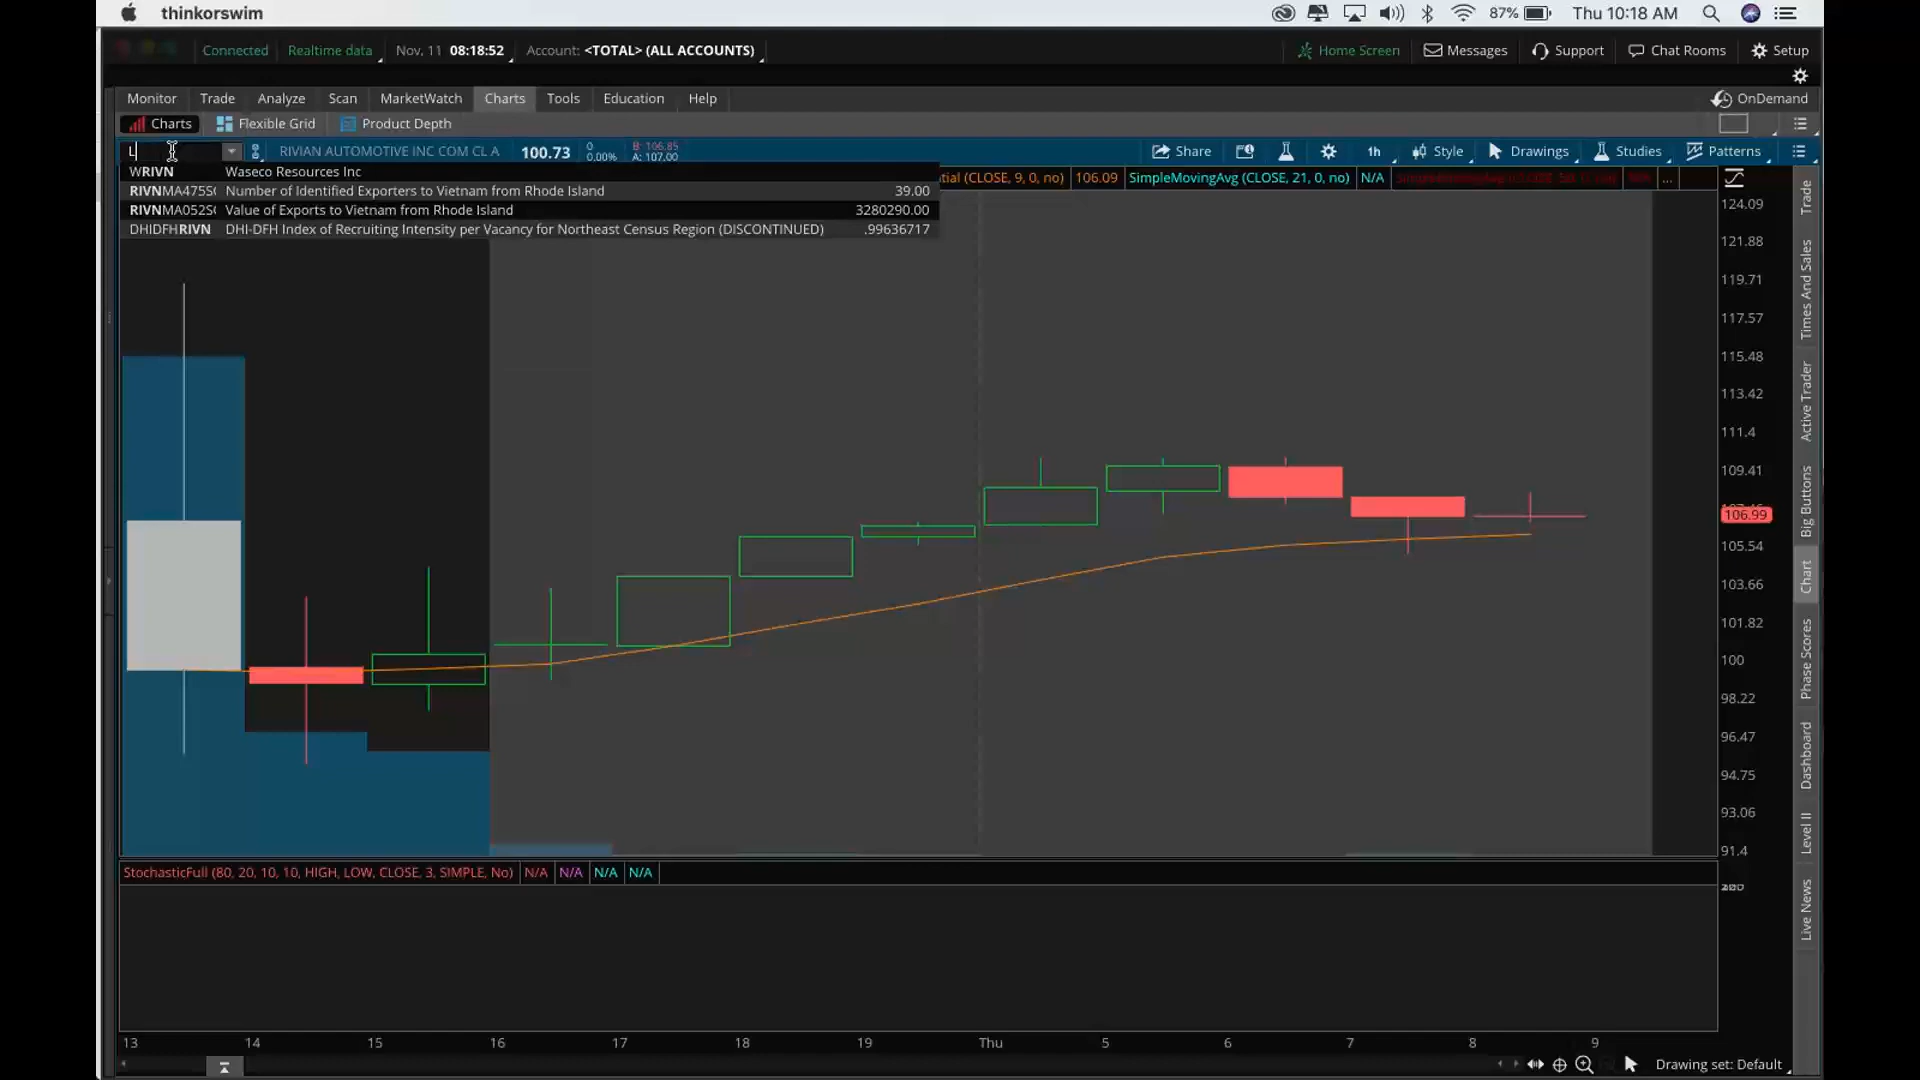 thinkorswim 87% Thu 10:18 AM
Connected Realtime data Nov, 11 08:18:52 Account: <TOTAL> (ALL ACCOUNTS) Home Screen Messages Support Chat Rooms Setup
Monitor Trade Analyze Scan MarketWatch Charts Tools Education Help OnDemand
Charts Flexible Grid Product Depth
L RIVIAN AUTOMOTIVE INC COM CL A 100.73 0 B: 106.85 Share 1h Style Drawings Studies Patterns
0.00% A: 107.00
WRIVN Waseco Resources Inc
tial (CLOSE, 9, 0, no) 106.09 SimpleMovingAvg (CLOSE, 21, 0, no) N/A ...
RIVNMA475S Number of Identified Exporters to Vietnam from Rhode Island 39.00
RIVNMA052S Value of Exports to Vietnam from Rhode Island 3280290.00
DHIDFHRIVN DHI-DFH Index of Recruiting Intensity per Vacancy for Northeast Census Region (DISCONTINUED) .99636717
124.09
121.88
119.71
117.57
115.48
113.42
111.4
109.41
106.99
105.54
103.66
101.82
100
98.22
96.47
94.75
93.06
91.4
Trade
Times And Sales
Active Trader
Big Buttons
Chart
Phase Scores
Dashboard
Level II
Live News
StochasticFull (80, 20, 10, 10, HIGH, LOW, CLOSE, 3, SIMPLE, No) N/A N/A N/A N/A
13 14 15 16 17 18 19 Thu 5 6 7 8 9
Drawing set: Default